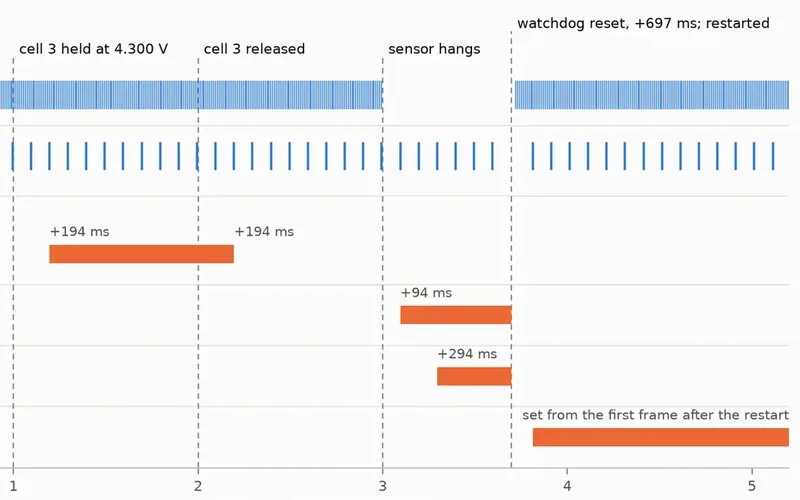 watchdog reset, +697 ms; restarted
cell 3 held at 4.300 V
cell 3 released
sensor hangs
+194 ms
+194 ms
+94 ms
+294 ms
set from the first frame after the restart
1
2
3
4
5